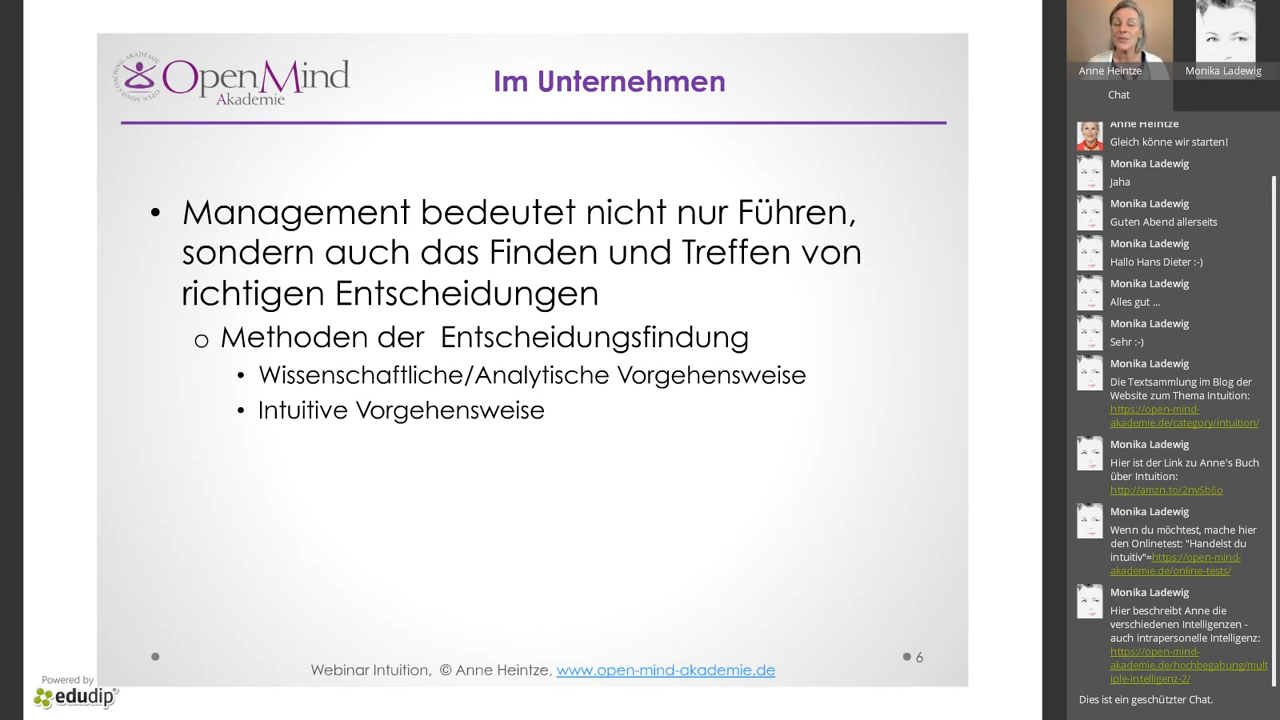 OPEN MIND COACHING AKADEMIE
OpenMind
Akademie
Im Unternehmen
• Management bedeutet nicht nur Führen,
sondern auch das Finden und Treffen von
richtigen Entscheidungen
o Methoden der Entscheidungsfindung
• Wissenschaftliche/Analytische Vorgehensweise
• Intuitive Vorgehensweise
Webinar Intuition, © Anne Heintze, www.open-mind-akademie.de
6
Powered by
edudip
Anne Heintze
Monika Ladewig
Chat
Anne Heintze
Gleich könne wir starten!
Monika Ladewig
Jaha
Monika Ladewig
Guten Abend allerseits
Monika Ladewig
Hallo Hans Dieter :-)
Monika Ladewig
Alles gut ...
Monika Ladewig
Sehr :-)
Monika Ladewig
Die Textsammlung im Blog der
Website zum Thema Intuition:
https://open-mind-
akademie.de/category/intuition/
Monika Ladewig
Hier ist der Link zu Anne's Buch
über Intuition:
http://amzn.to/2nvSb6o
Monika Ladewig
Wenn du möchtest, mache hier
den Onlinetest: "Handelst du
intuitiv"=https://open-mind-
akademie.de/online-tests/
Monika Ladewig
Hier beschreibt Anne die
verschiedenen Intelligenzen -
auch intrapersonelle Intelligenz:
https://open-mind-
akademie.de/hochbegabung/mult
iple-intelligenz-2/
Dies ist ein geschützter Chat.